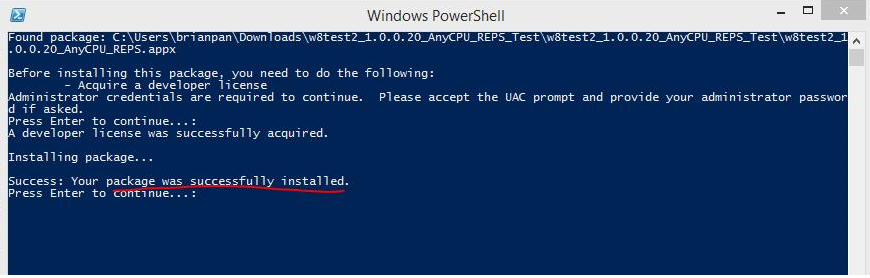 Windows PowerShell
Found package: C:\Users\brianpan\Downloads\w8test2_1.0.0.20_AnyCPU_REPS_Test\w8test2_1.0.0.20_AnyCPU_REPS_Test\w8test2_1
.0.0.20_AnyCPU_REPS.appx
Before installing this package, you need to do the following:
- Acquire a developer license
Administrator credentials are required to continue.  Please accept the UAC prompt and provide your administrator passwor
d if asked.
Press Enter to continue...:
A developer license was successfully acquired.
Installing package...
Success: Your package was successfully installed.
Press Enter to continue...: